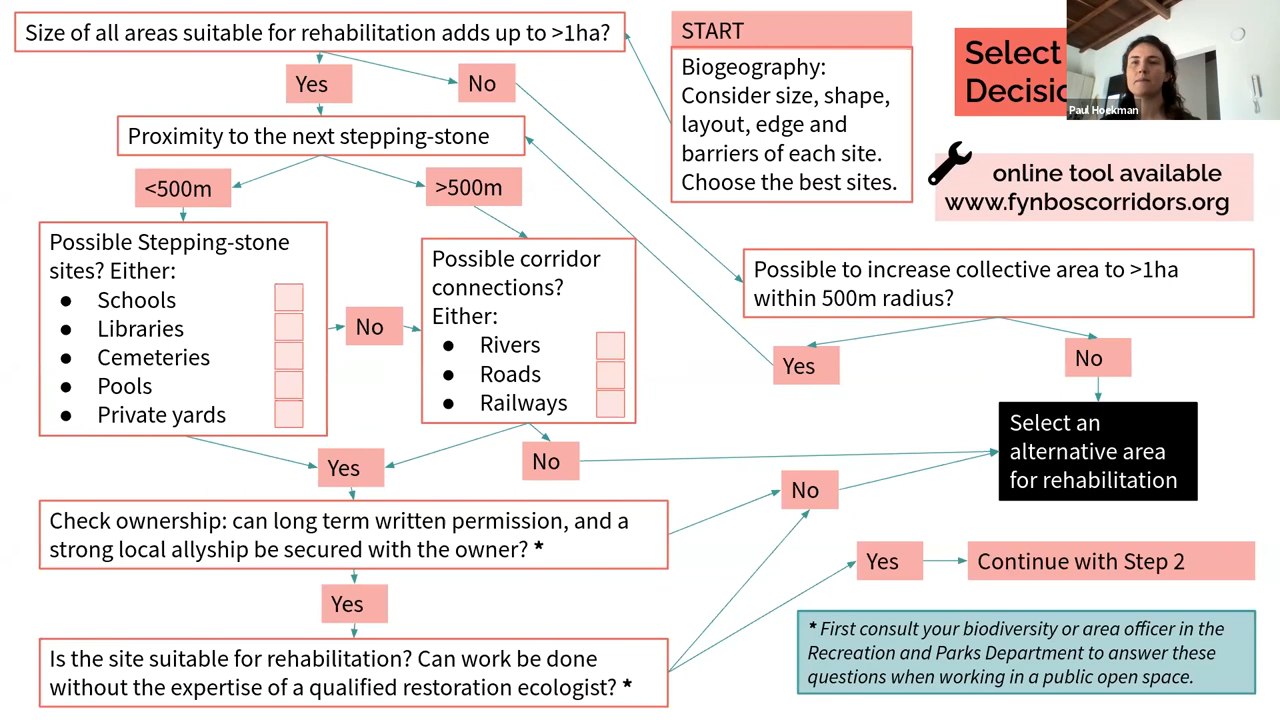 START
Biogeography:
Consider size, shape,
layout, edge and
barriers of each site.
Choose the best sites.
Size of all areas suitable for rehabilitation adds up to >1ha?
Yes
No
Proximity to the next stepping-stone
<500m
>500m
Possible Stepping-stone
sites? Either:
● Schools
● Libraries
● Cemeteries
● Pools
● Private yards
No
Possible corridor
connections?
Either:
● Rivers
● Roads
● Railways
Yes
No
Check ownership: can long term written permission, and a
strong local allyship be secured with the owner? *
Yes
No
Is the site suitable for rehabilitation? Can work be done
without the expertise of a qualified restoration ecologist? *
Select
Paul Hoekman
online tool available
www.fynboscorridors.org
Possible to increase collective area to >1ha
within 500m radius?
Yes
No
Select an
alternative area
for rehabilitation
Yes
Continue with Step 2
* First consult your biodiversity or area officer in the
Recreation and Parks Department to answer these
questions when working in a public open space.